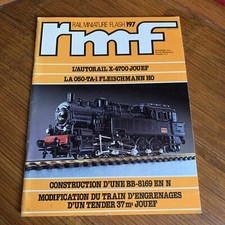 RAIL MINIATURE FLASH 197
rmf
L'AUTORAIL X-4700 JOUEF
LA 050-TA-1 FLEISCHMANN HO
CONSTRUCTION D'UNE BB-8169 EN N
MODIFICATION DU TRAIN D'ENGRENAGES
D'UN TENDER 37 m³ JOUEF